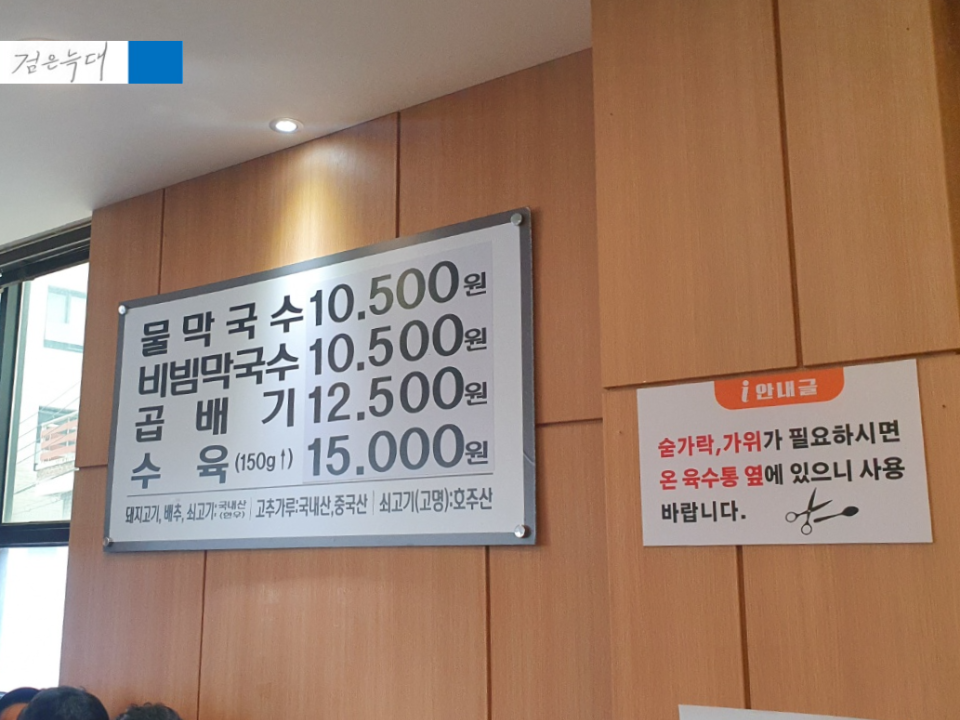 검은늑대
물막국수 10.500원
비빔막국수 10.500원
곱배기 12.500원
수육(150g↑) 15.000원
돼지고기, 배추, 쇠고기:국내산(한우) 고추가루:국내산,중국산 쇠고기(고명):호주산
안내글
숟가락,가위가 필요하시면
온 육수통 옆에 있으니 사용
바랍니다.